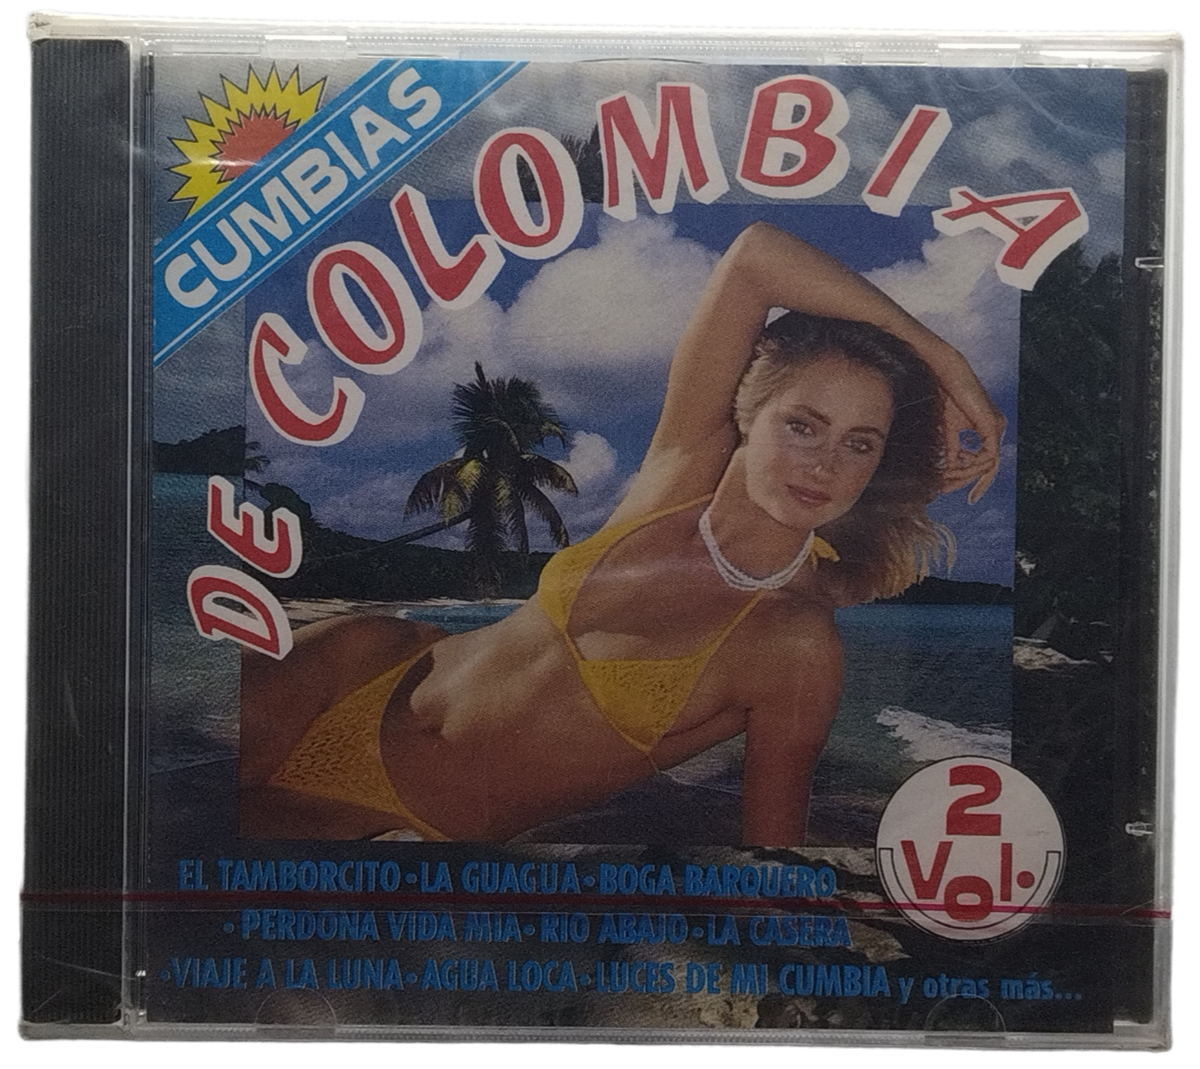 CUMBIAS
DE COLOMBIA
2
Vol.
EL TAMBORCITO • LA GUAGUA • BOGA BARQUERO
• PERDONA VIDA MIA • RIO ABAJO • LA CASERA
• VIAJE A LA LUNA • AGUA LOCA • LUCES DE MI CUMBIA y otras más...